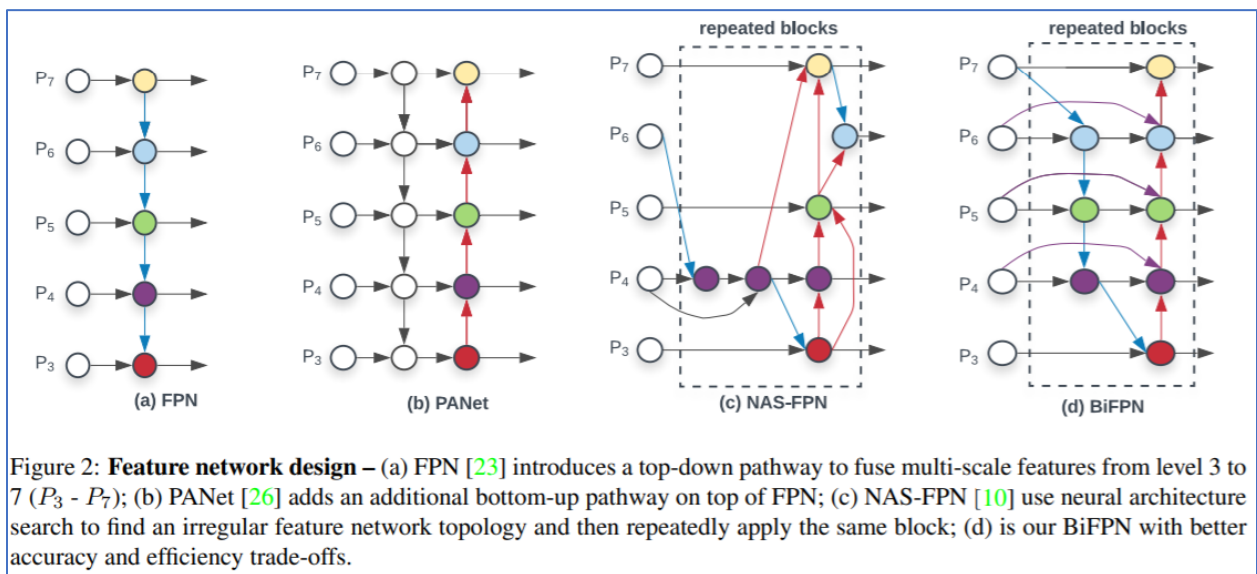 repeated blocks
repeated blocks
P7
P6
P5
P4
P3
(a) FPN
P7
P6
P5
P4
P3
(b) PANet
P7
P6
P5
P4
P3
(c) NAS-FPN
P7
P6
P5
P4
P3
(d) BiFPN
Figure 2: Feature network design – (a) FPN [23] introduces a top-down pathway to fuse multi-scale features from level 3 to
7 (P3 - P7); (b) PANet [26] adds an additional bottom-up pathway on top of FPN; (c) NAS-FPN [10] use neural architecture
search to find an irregular feature network topology and then repeatedly apply the same block; (d) is our BiFPN with better
accuracy and efficiency trade-offs.